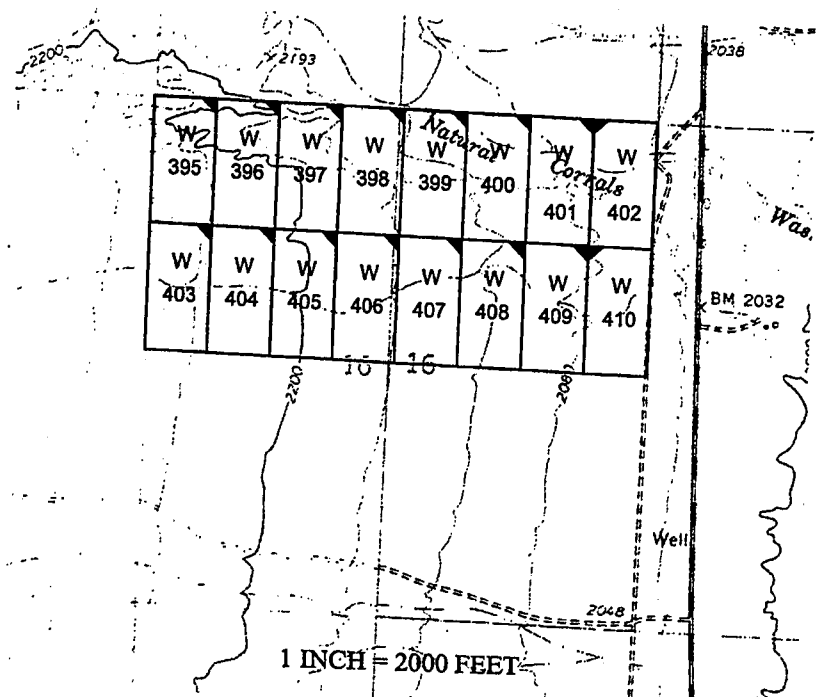 2200
2193
2038
Natural
Corrals
W W W W W W W W
395 396 397 398 399 400 401 402
Was.
W W W W W W W W
403 404 405 406 407 408 409 410
BM 2032
16
2200
2080
Well
2048
1 INCH = 2000 FEET